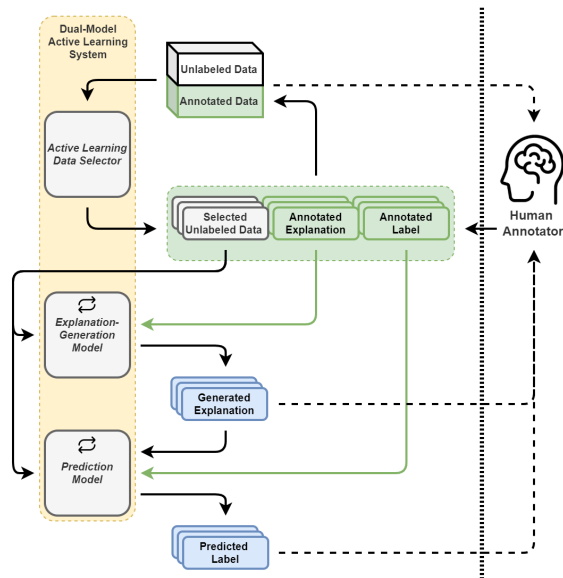 Dual-Model
Active Learning
System
Unlabeled Data
Annotated Data
Active Learning
Data Selector
Human
Annotator
Selected
Unlabeled Data
Annotated
Explanation
Annotated
Label
Explanation-
Generation
Model
Generated
Explanation
Prediction
Model
Predicted
Label